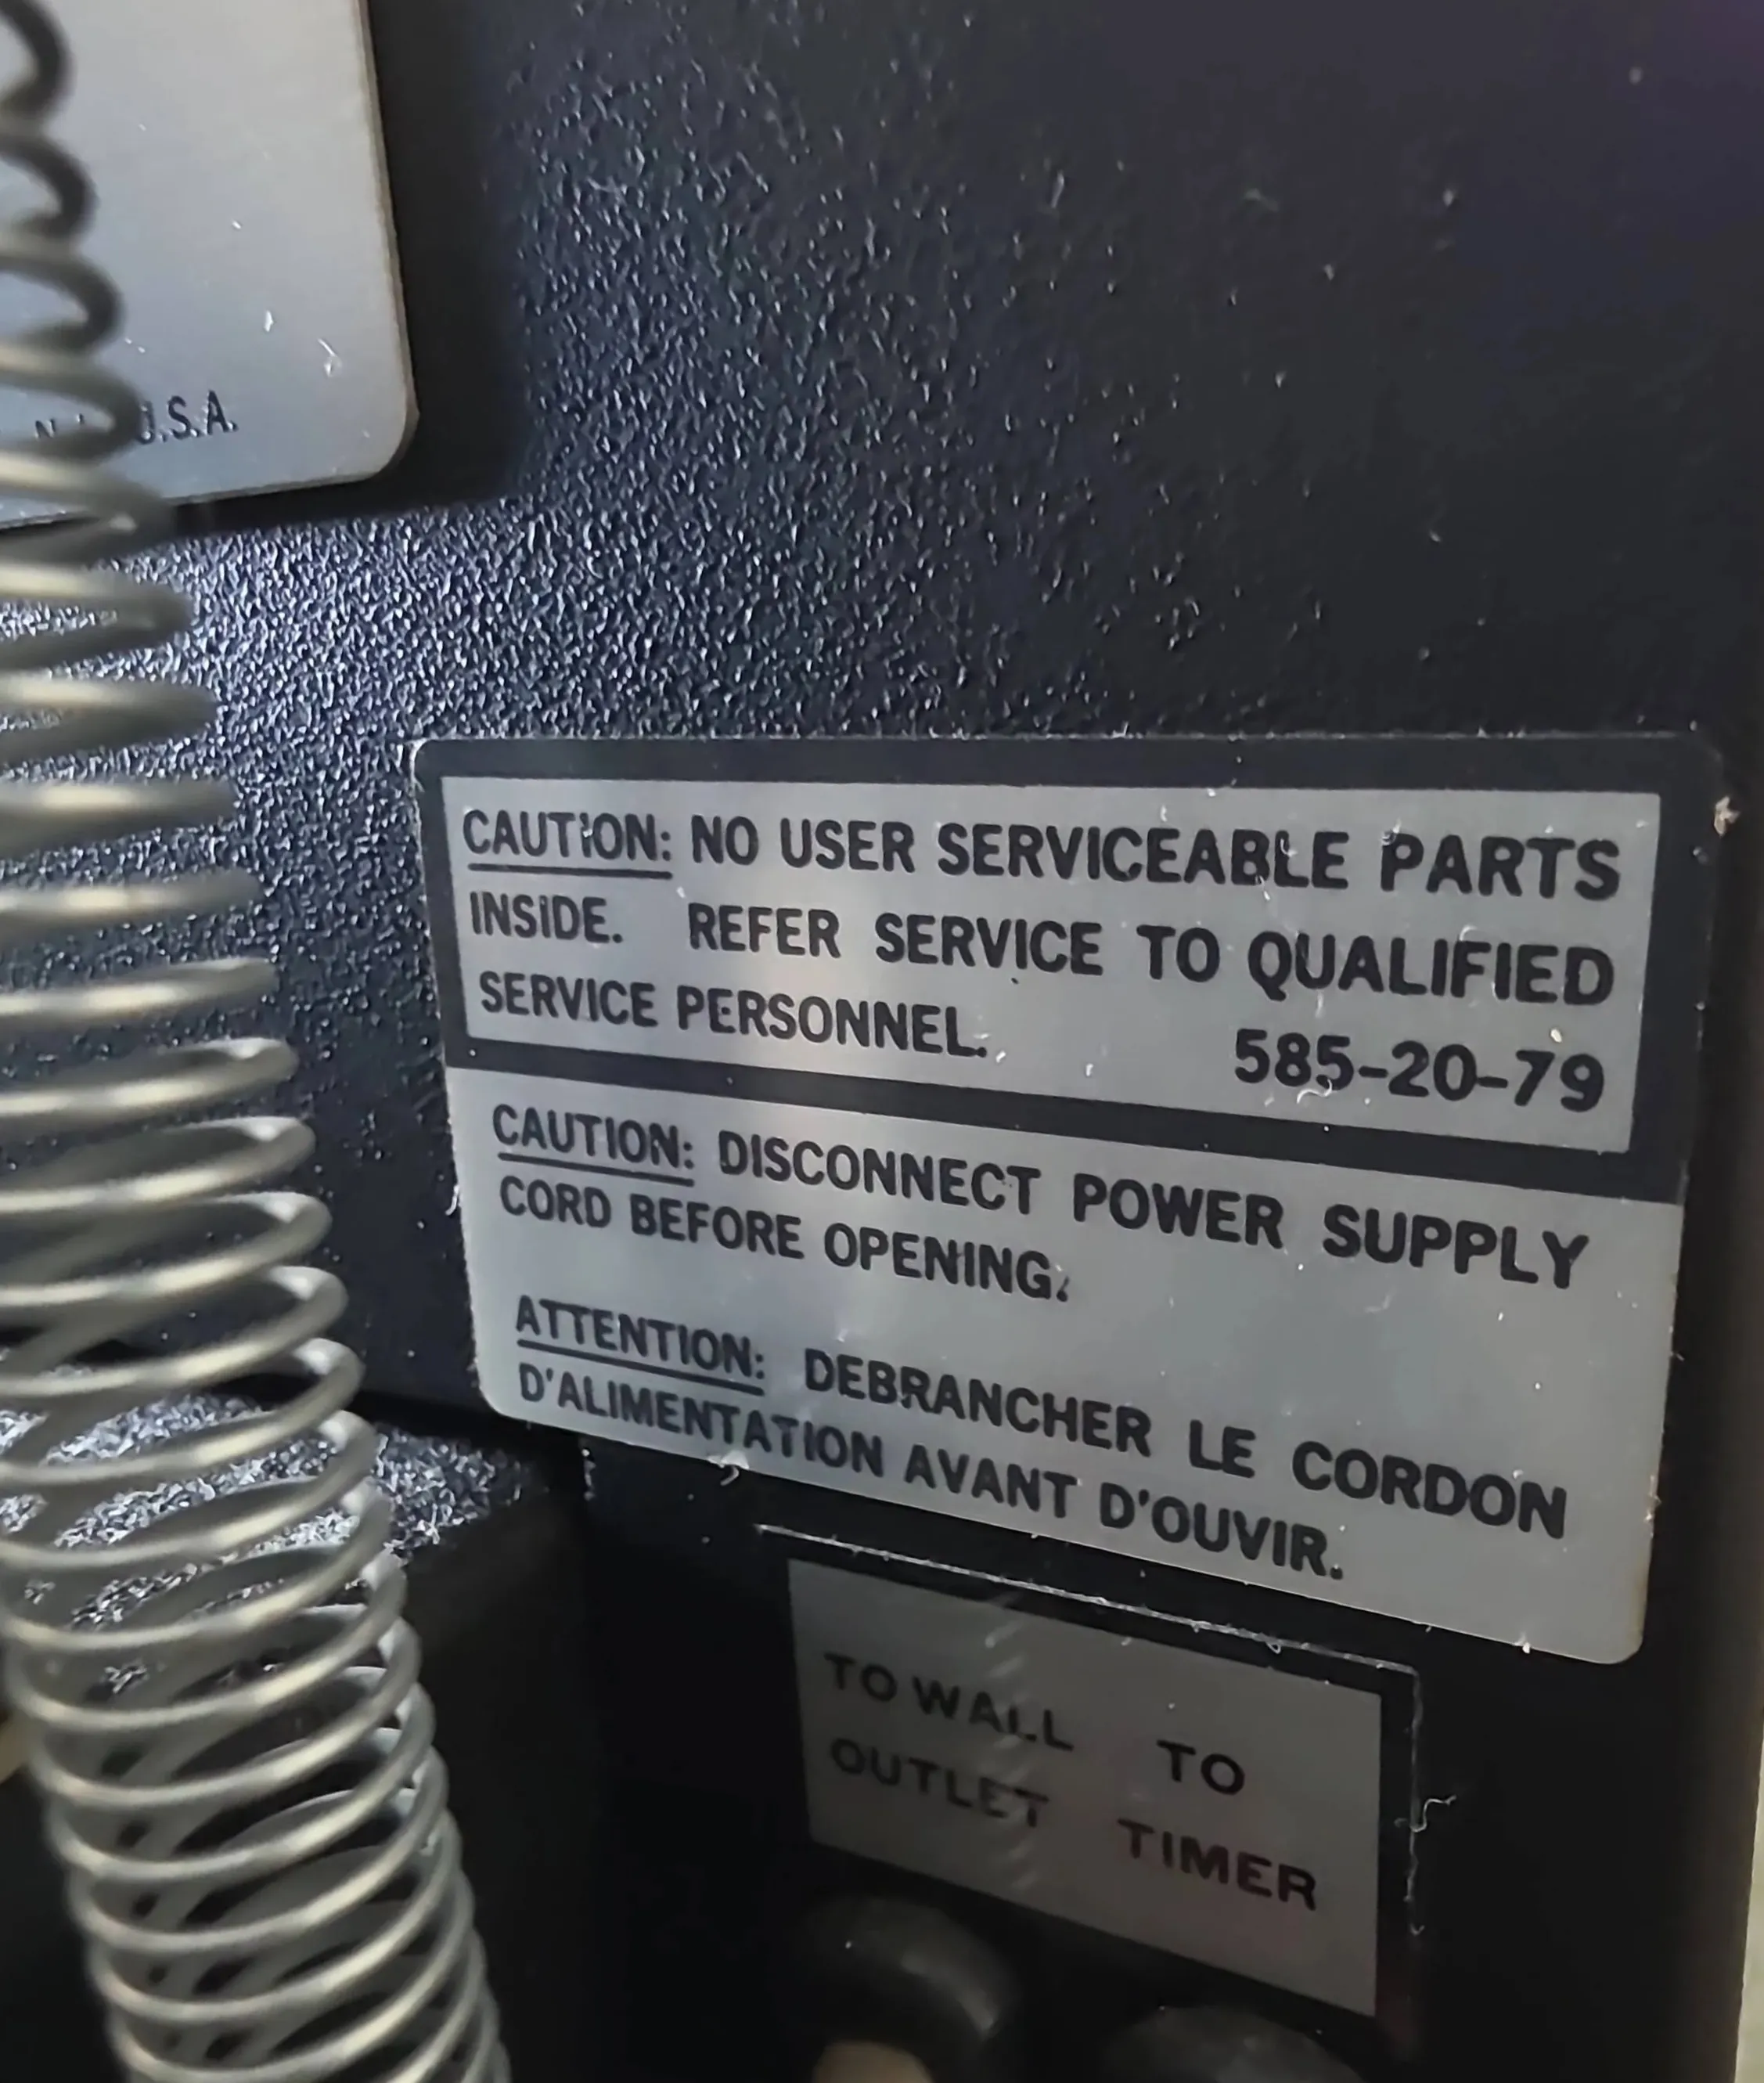 U.S.A.
CAUTION: NO USER SERVICEABLE PARTS
INSIDE. REFER SERVICE TO QUALIFIED
SERVICE PERSONNEL. 585-20-79
CAUTION: DISCONNECT POWER SUPPLY
CORD BEFORE OPENING.
ATTENTION: DEBRANCHER LE CORDON
D'ALIMENTATION AVANT D'OUVIR.
TO WALL TO
OUTLET TIMER